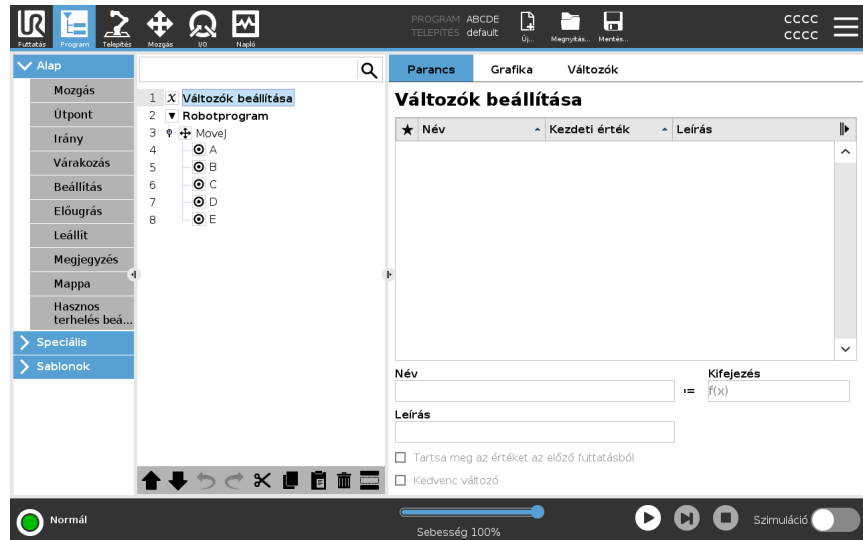 Futtatás
Program
Telepítés
Mozgás
I/O
Napló
PROGRAM ABCDE
TELEPÍTÉS default
Új...
Megnyitás...
Mentés...
CCCC
CCCC
Alap
Mozgás
Útpont
Irány
Várakozás
Beállítás
Előugrás
Leállít
Megjegyzés
Mappa
Hasznos
terhelés beá...
Speciális
Sablonok
1 x Változók beállítása
2 Robotprogram
3 MoveJ
4 A
5 B
6 C
7 D
8 E
Parancs Grafika Változók
Változók beállítása
Név Kezdeti érték Leírás
Név Kifejezés
:= f(x)
Leírás
Tartsa meg az értéket az előző futtatásból
Kedvenc változó
Normál
Sebesség 100%
Szimuláció